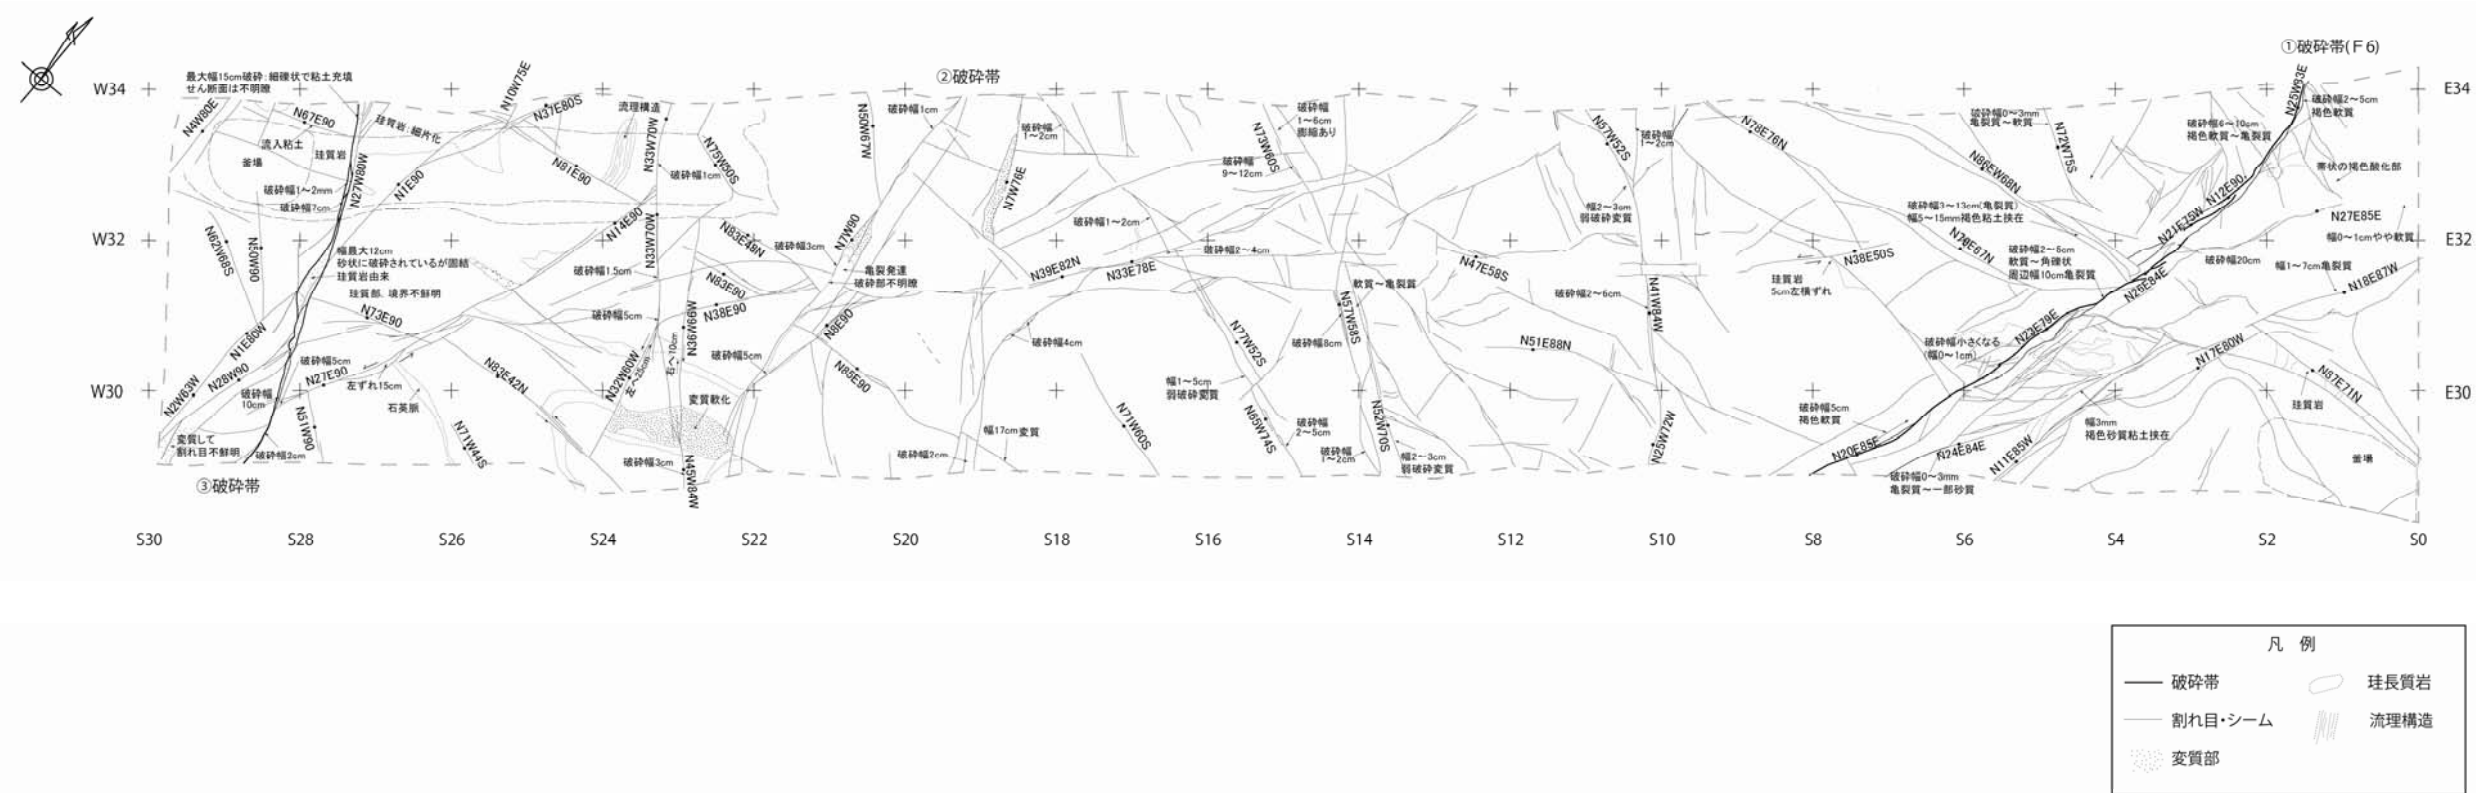 ①破砕帯(F6)
②破砕帯
W34
E34
最大幅15cm破砕:細礫状で粘土充填
せん断面は不明瞭
N4W80E
N67E90
珪質岩:細片化
N10W75E
N37E80S
流理構造
N33W70W
N75W50S
N50W67W
破砕幅1cm
破砕幅
1~2cm
N73W60S
破砕幅
1~6cm
膨縮あり
N57W52S
破砕幅
1~2cm
N78E76N
破砕幅0~3mm
亀裂質~軟質
N72W75S
破砕幅6~10cm
褐色軟質~亀裂質
N25W83E
破砕幅2~5cm
褐色軟質
流入粘土
釜場
珪質岩
N27W80W
破砕幅1~2mm
破砕幅7cm
N1E90
N81E90
破砕幅1cm
N7W76E
破砕幅
9~12cm
N86EW68N
帯状の褐色酸化部
N12E90
W32
E32
N62W68S
N50W90
幅最大12cm
砂状に破砕されているが固結
珪質岩由来
珪質部、境界不鮮明
N14E90
N33W70W
破砕幅1.5cm
N83E48N
破砕幅3cm
N7W90
亀裂発達
破砕部不明瞭
破砕幅1~2cm
破砕幅2~4cm
N39E82N
N33E78E
N47E58S
幅2~3cm
弱破砕変質
珪質岩
5cm左横ずれ
N38E50S
破砕幅3~13cm(亀裂質)
幅5~15mm褐色粘土挟在
N70E67N
破砕幅2~6cm
軟質~角礫状
周辺幅10cm亀裂質
N21E75W
破砕幅20cm
N27E85E
幅0~1cmやや軟質
幅1~7cm亀裂質
N18E87W
N26E84E
N83E90
N38E90
N73E90
破砕幅5cm
N39W66W
N8E90
軟質~亀裂質
N57W58S
破砕幅2~6cm
N41W84W
N1E80W
N77W52S
破砕幅4cm
破砕幅8cm
N51E88N
N23E79E
破砕幅小さくなる
(幅0~1cm)
N17E80W
W30
E30
N2W63W
N28W90
破砕幅
10cm
破砕幅5cm
N27E90
左ずれ15cm
石英脈
N82E42N
N32W60W
左へ25cm
右へ10cm
破砕幅5cm
変質軟化
N85E90
幅1~5cm
弱破砕変質
N87E71N
珪質岩
変質して
割れ目不鮮明
破砕幅2cm
N51W90
N71W44S
破砕幅3cm
N45W84W
破砕幅2cm
幅17cm変質
N71W60S
N65W74S
破砕幅
2~5cm
破砕幅
1~2cm
N52W70S
幅2~3cm
弱破砕変質
N25W72W
破砕幅5cm
褐色軟質
N20E85E
N24E84E
破砕幅0~3mm
亀裂質~一部砂質
N11E85W
幅3mm
褐色砂質粘土挟在
釜場
③破砕帯
S30
S28
S26
S24
S22
S20
S18
S16
S14
S12
S10
S8
S6
S4
S2
S0
凡 例
破砕帯
珪長質岩
割れ目・シーム
流理構造
変質部